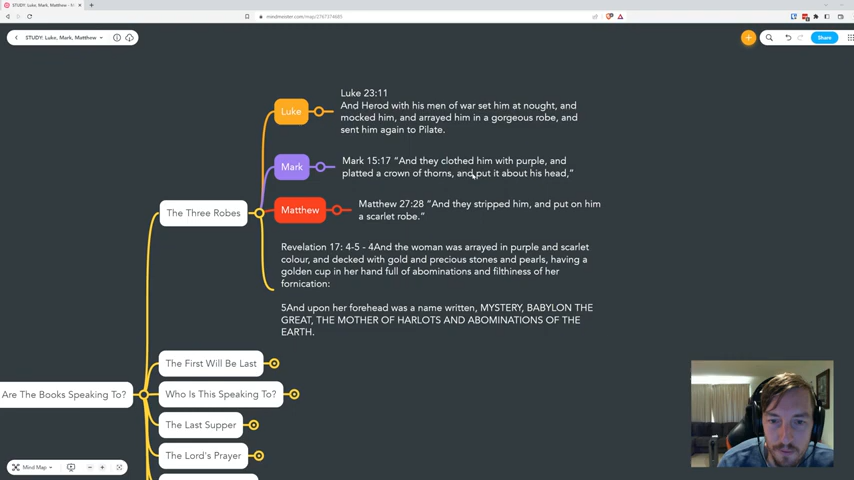 STUDY: Luke, Mark, Matthew - M
mindmeister.com/map/2767374685
STUDY: Luke, Mark, Matthew
Share
Luke
Luke 23:11
And Herod with his men of war set him at nought, and
mocked him, and arrayed him in a gorgeous robe, and
sent him again to Pilate.
Mark
Mark 15:17 “And they clothed him with purple, and
platted a crown of thorns, and put it about his head,”
Matthew
Matthew 27:28 “And they stripped him, and put on him
a scarlet robe.”
The Three Robes
Revelation 17: 4-5 - 4And the woman was arrayed in purple and scarlet
colour, and decked with gold and precious stones and pearls, having a
golden cup in her hand full of abominations and filthiness of her
fornication:
5And upon her forehead was a name written, MYSTERY, BABYLON THE
GREAT, THE MOTHER OF HARLOTS AND ABOMINATIONS OF THE
EARTH.
The First Will Be Last
Are The Books Speaking To?
Who Is This Speaking To?
The Last Supper
The Lord's Prayer
Mind Map